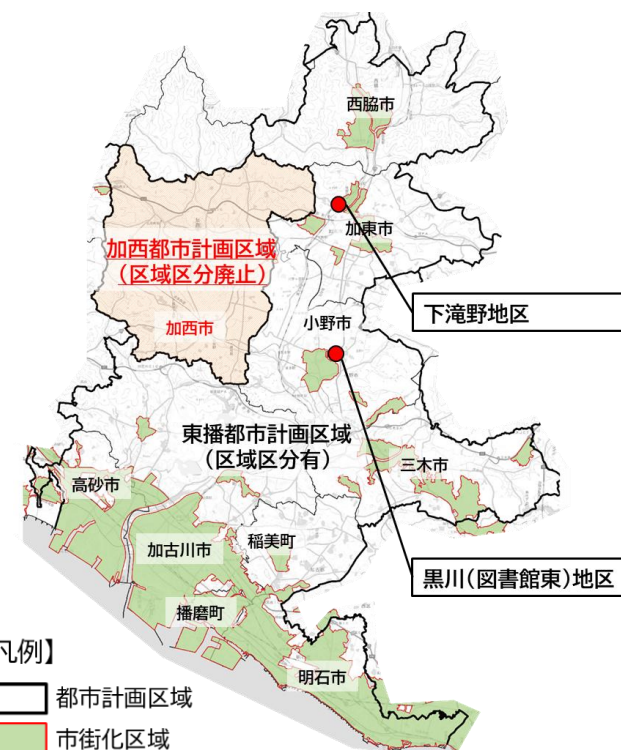 西脇市
加東市
加西都市計画区域
（区域区分廃止）
下滝野地区
小野市
加西市
東播都市計画区域
（区域区分有）
三木市
高砂市
稲美町
加古川市
黒川（図書館東）地区
播磨町
明石市
凡例】
都市計画区域
市街化区域